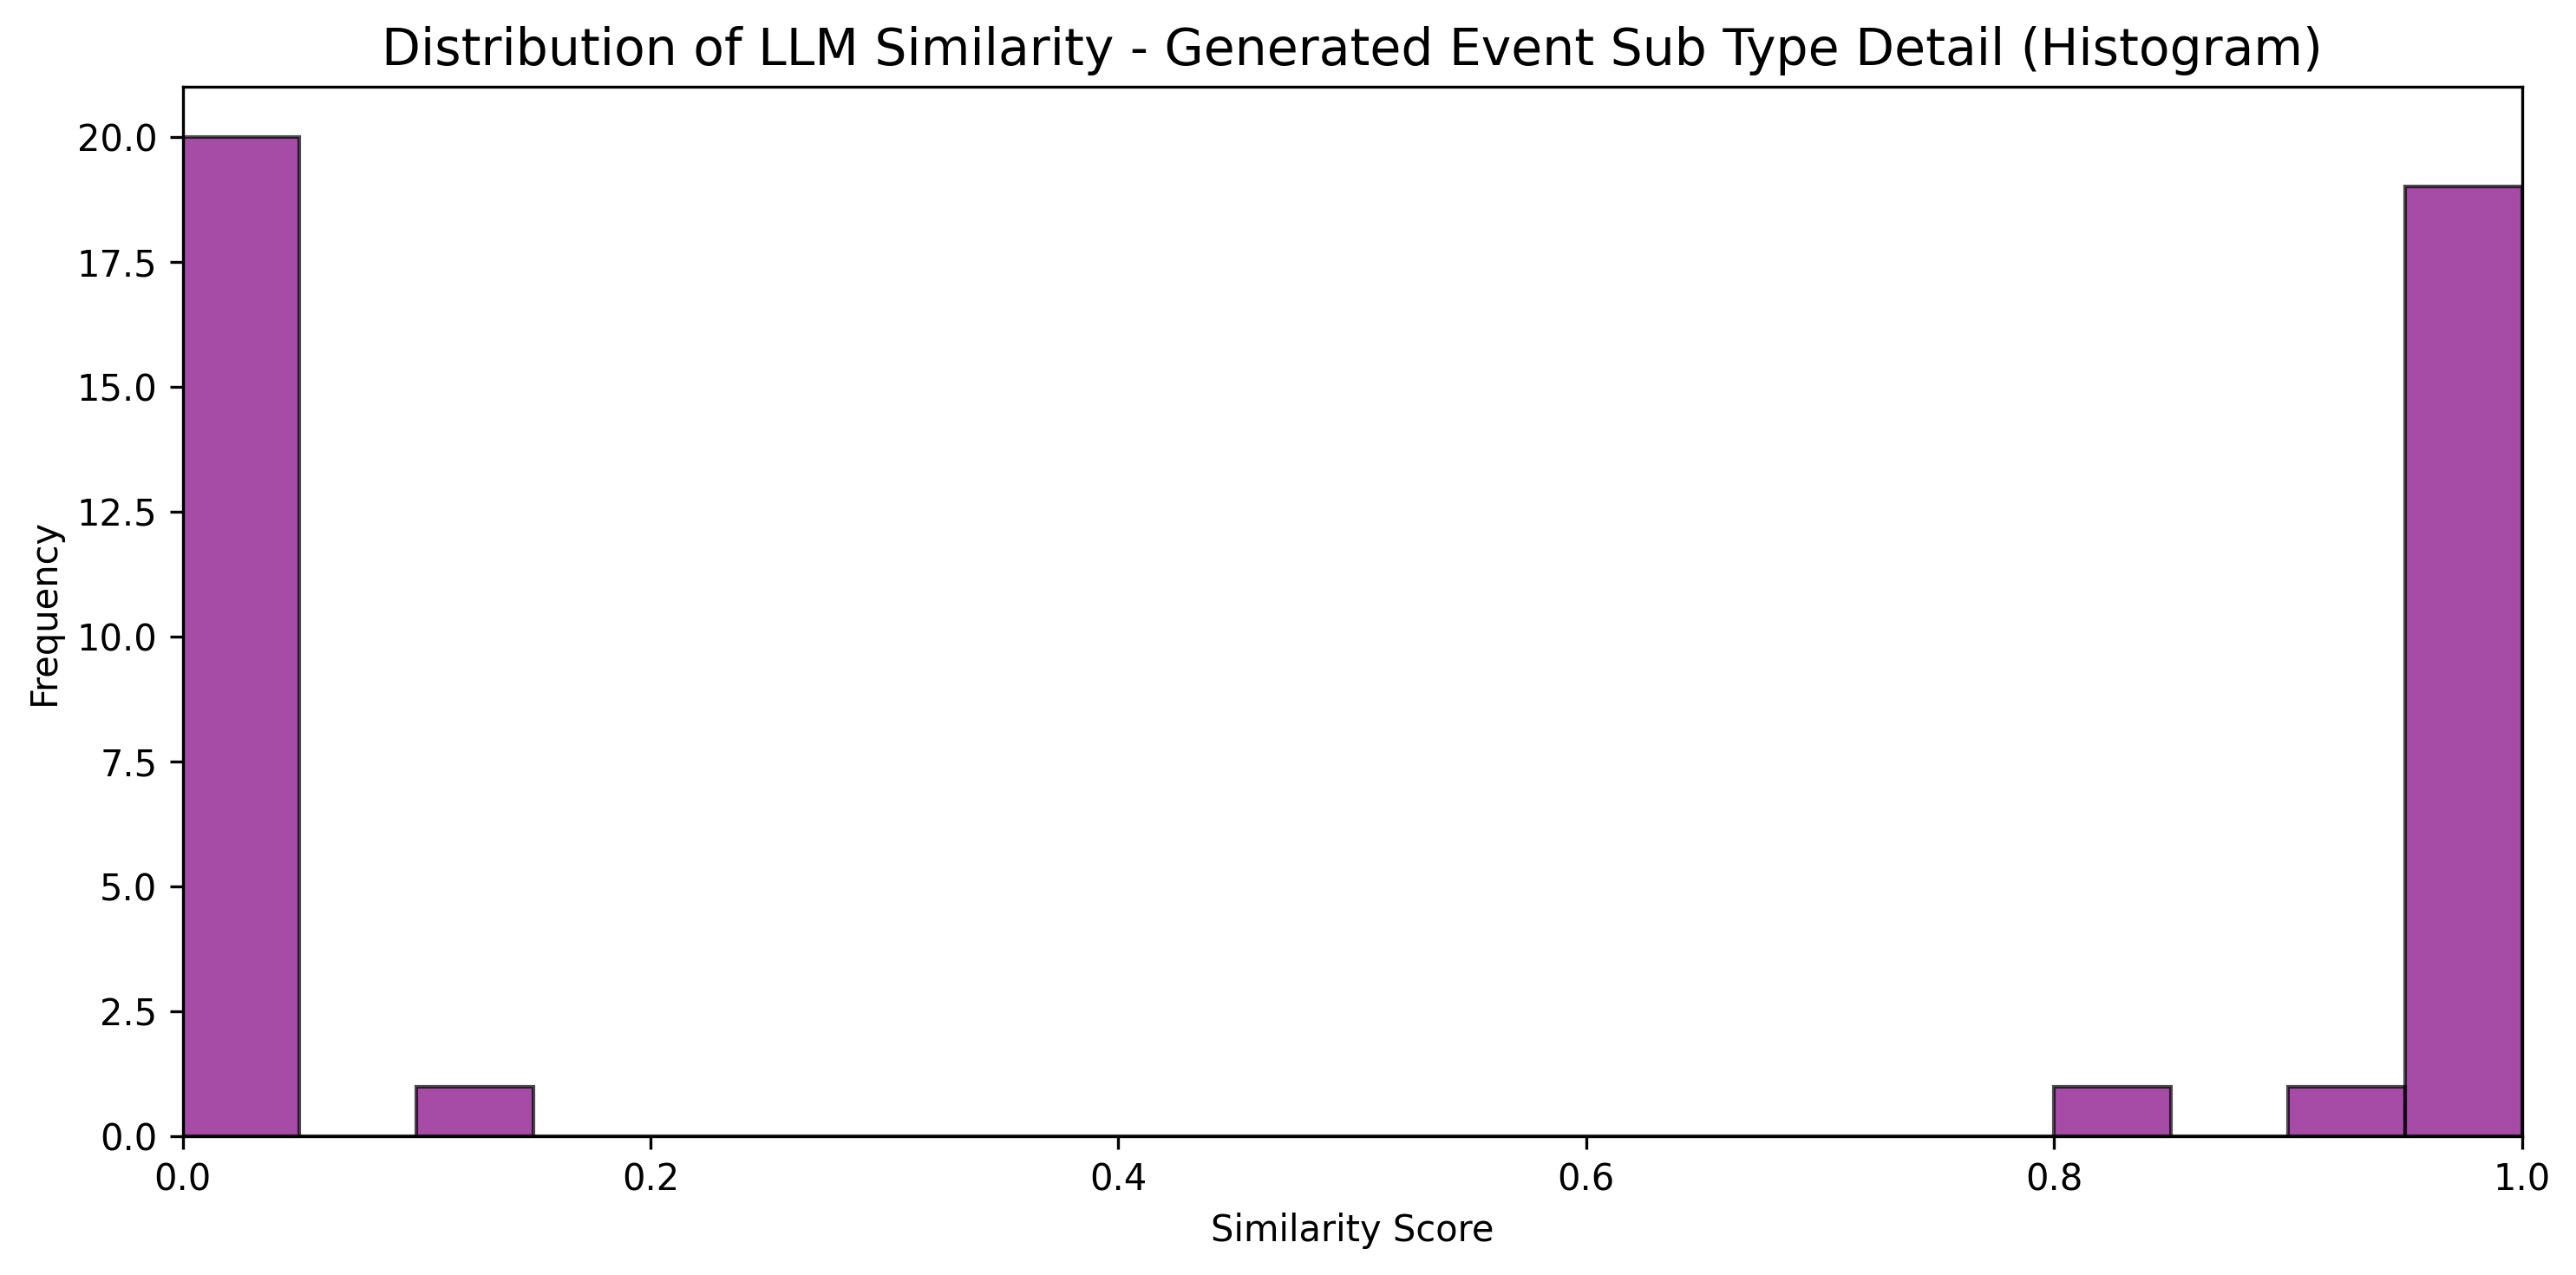 Distribution of LLM Similarity - Generated Event Sub Type Detail (Histogram)
20.0
17.5
15.0
12.5
10.0
7.5
5.0
2.5
0.0
Frequency
0.0 0.2 0.4 0.6 0.8 1.0
Similarity Score